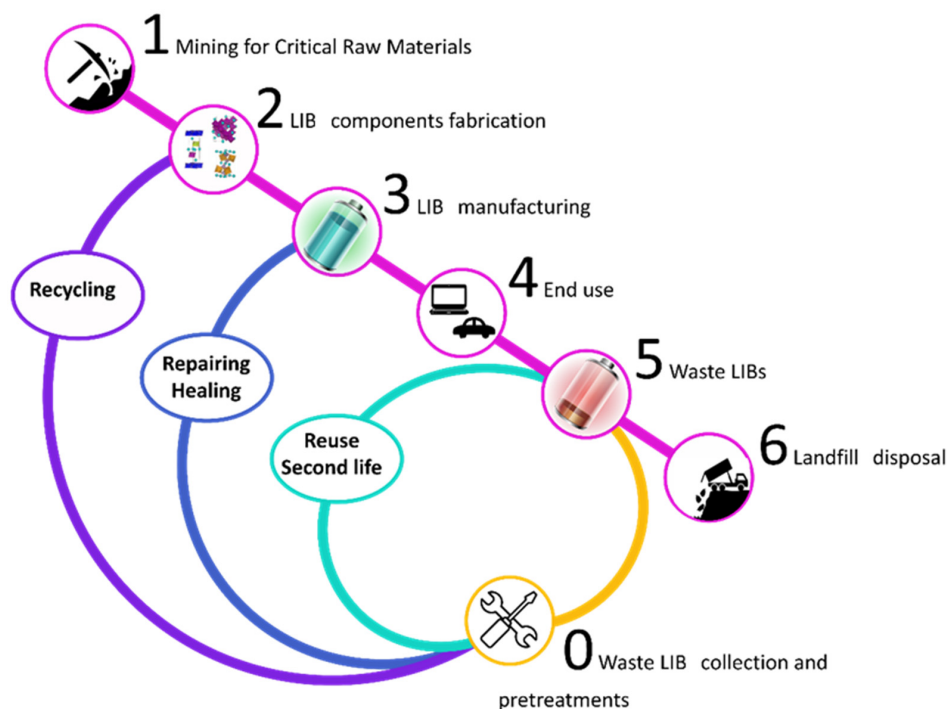 1 Mining for Critical Raw Materials
2 LIB components fabrication
3 LIB manufacturing
Recycling
4 End use
Repairing
Healing
5 Waste LIBs
Reuse
Second life
6 Landfill disposal
0 Waste LIB collection and
pretreatments